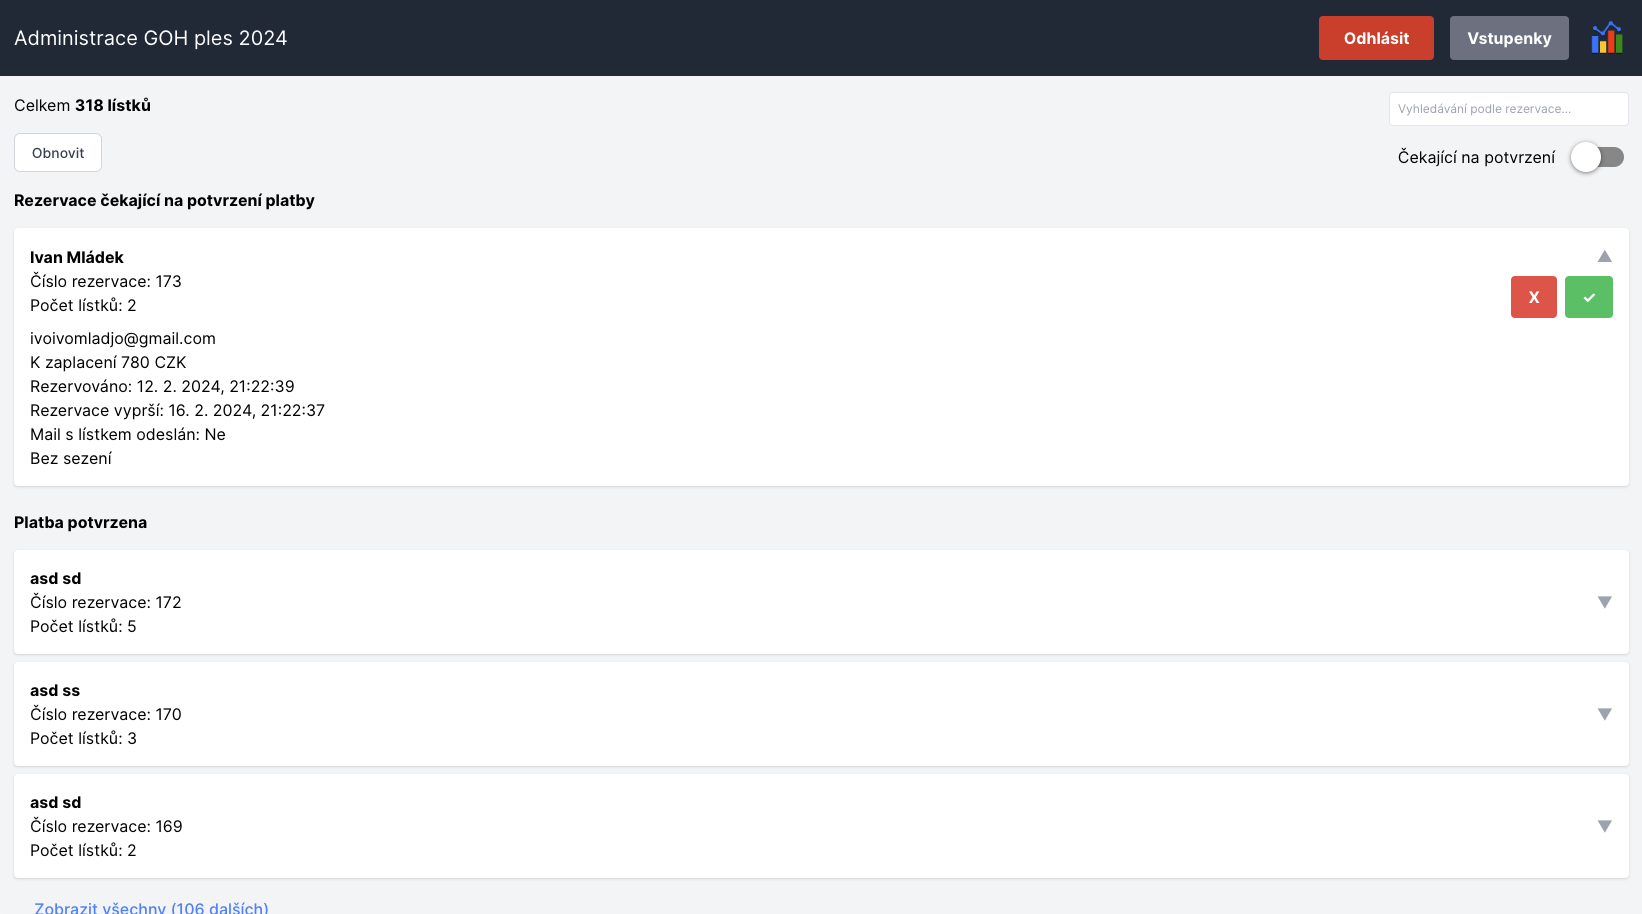 Administrace GOH ples 2024
Odhlásit
Vstupenky
Celkem 318 lístků
Vyhledávání podle rezervace...
Obnovit
Čekající na potvrzení
Rezervace čekající na potvrzení platby
Ivan Mládek
Číslo rezervace: 173
Počet lístků: 2
X
ivoivomladjo@gmail.com
K zaplacení 780 CZK
Rezervováno: 12. 2. 2024, 21:22:39
Rezervace vyprší: 16. 2. 2024, 21:22:37
Mail s lístkem odeslán: Ne
Bez sezení
Platba potvrzena
asd sd
Číslo rezervace: 172
Počet lístků: 5
asd ss
Číslo rezervace: 170
Počet lístků: 3
asd sd
Číslo rezervace: 169
Počet lístků: 2
Zobrazit všechny (106 dalších)